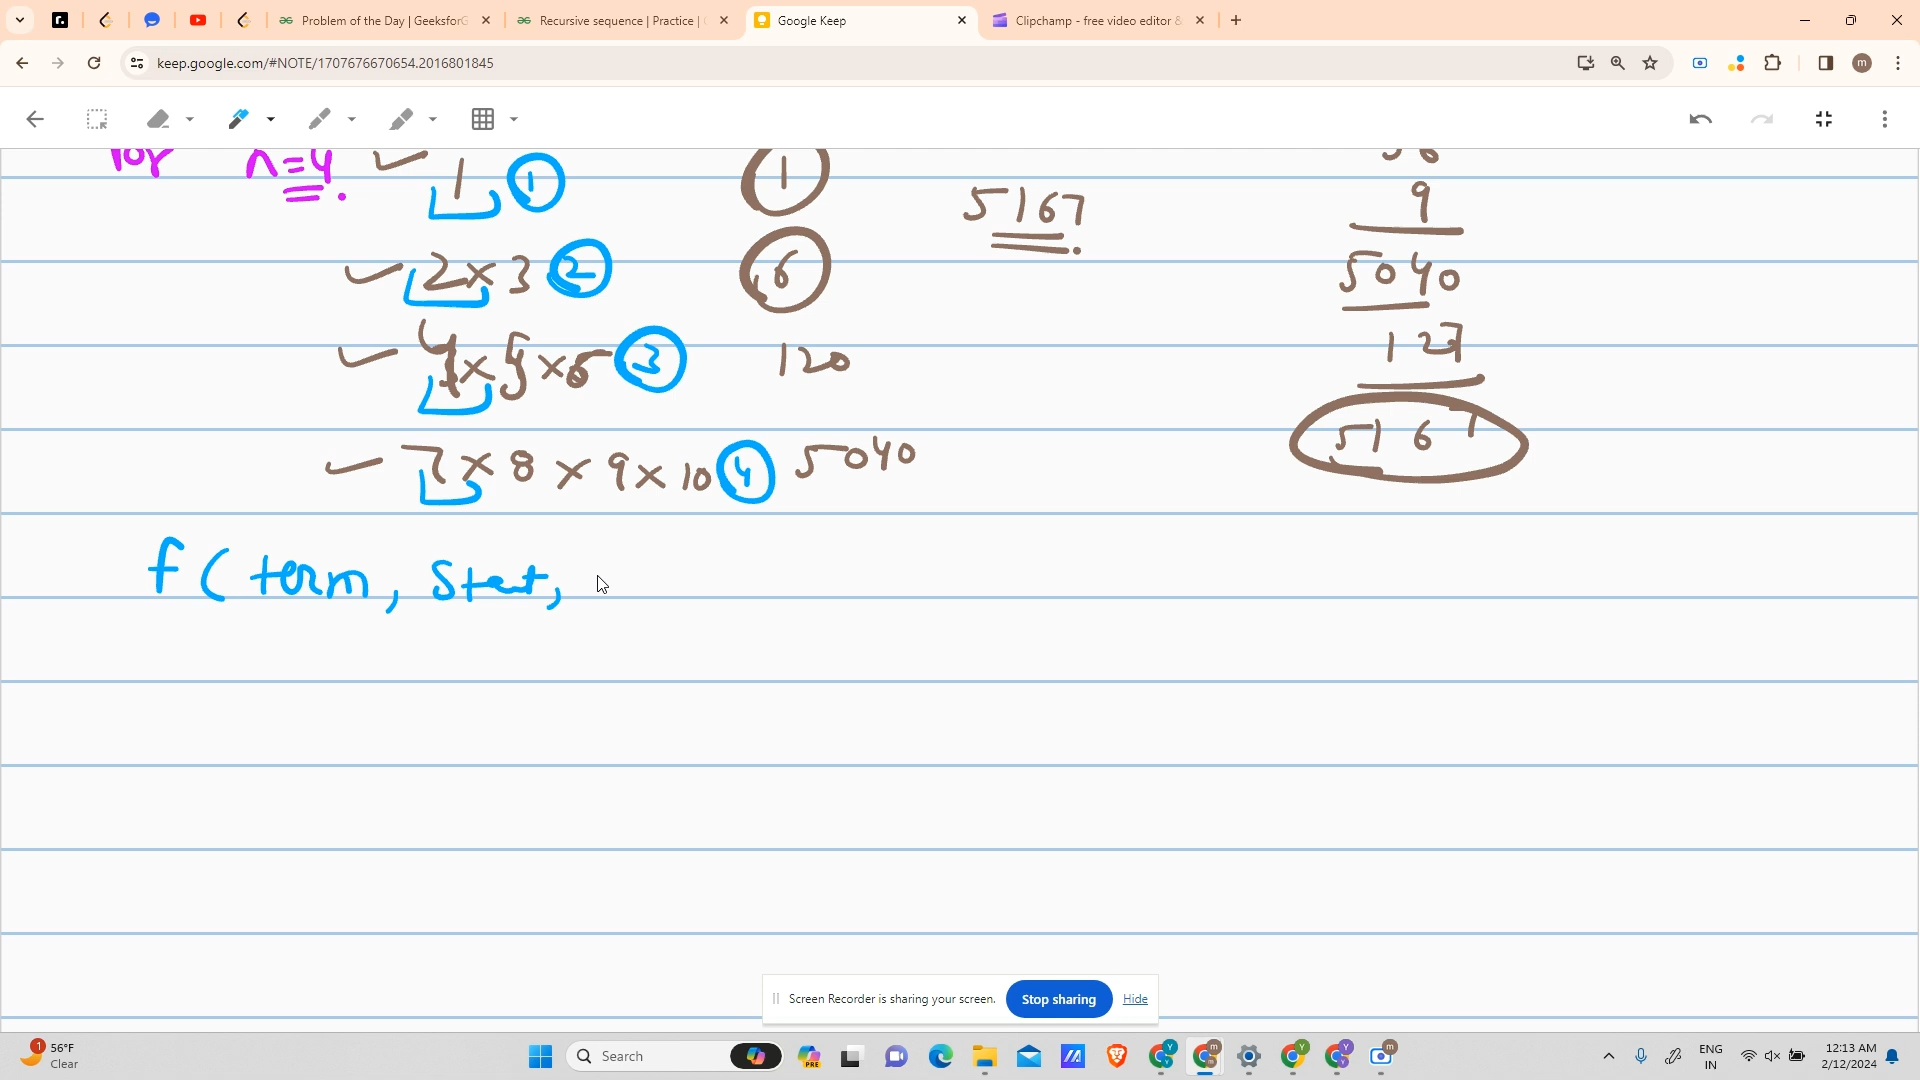 Problem of the Day | GeeksforG
Recursive sequence | Practice | G
Google Keep
Clipchamp - free video editor &
keep.google.com/#NOTE/1707676670654.2016801845
for n=4.
1 1 1
2×3 2 6
4×5×6 3 120
7×8×9×10 4 5040
5167
9
5040
127
5167
f(term, Start,
Screen Recorder is sharing your screen.
Stop sharing
Hide
1
56°F
Clear
Search
PRE
ENG
IN
12:13 AM
2/12/2024